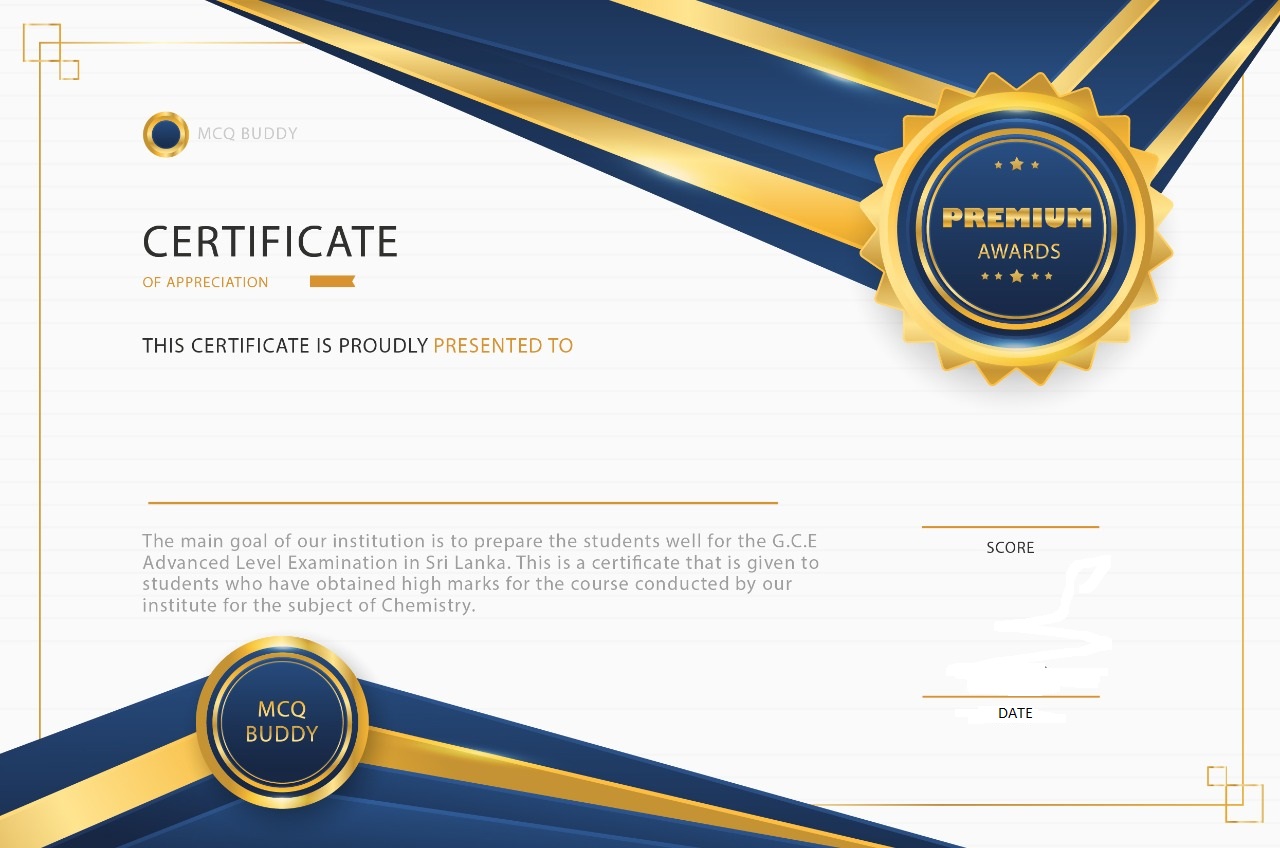 MCQ BUDDY
PREMIUM
AWARDS
CERTIFICATE
OF APPRECIATION
THIS CERTIFICATE IS PROUDLY PRESENTED TO
The main goal of our institution is to prepare the students well for the G.C.E
Advanced Level Examination in Sri Lanka. This is a certificate that is given to
students who have obtained high marks for the course conducted by our
institute for the subject of Chemistry.
SCORE
DATE
MCQ
BUDDY